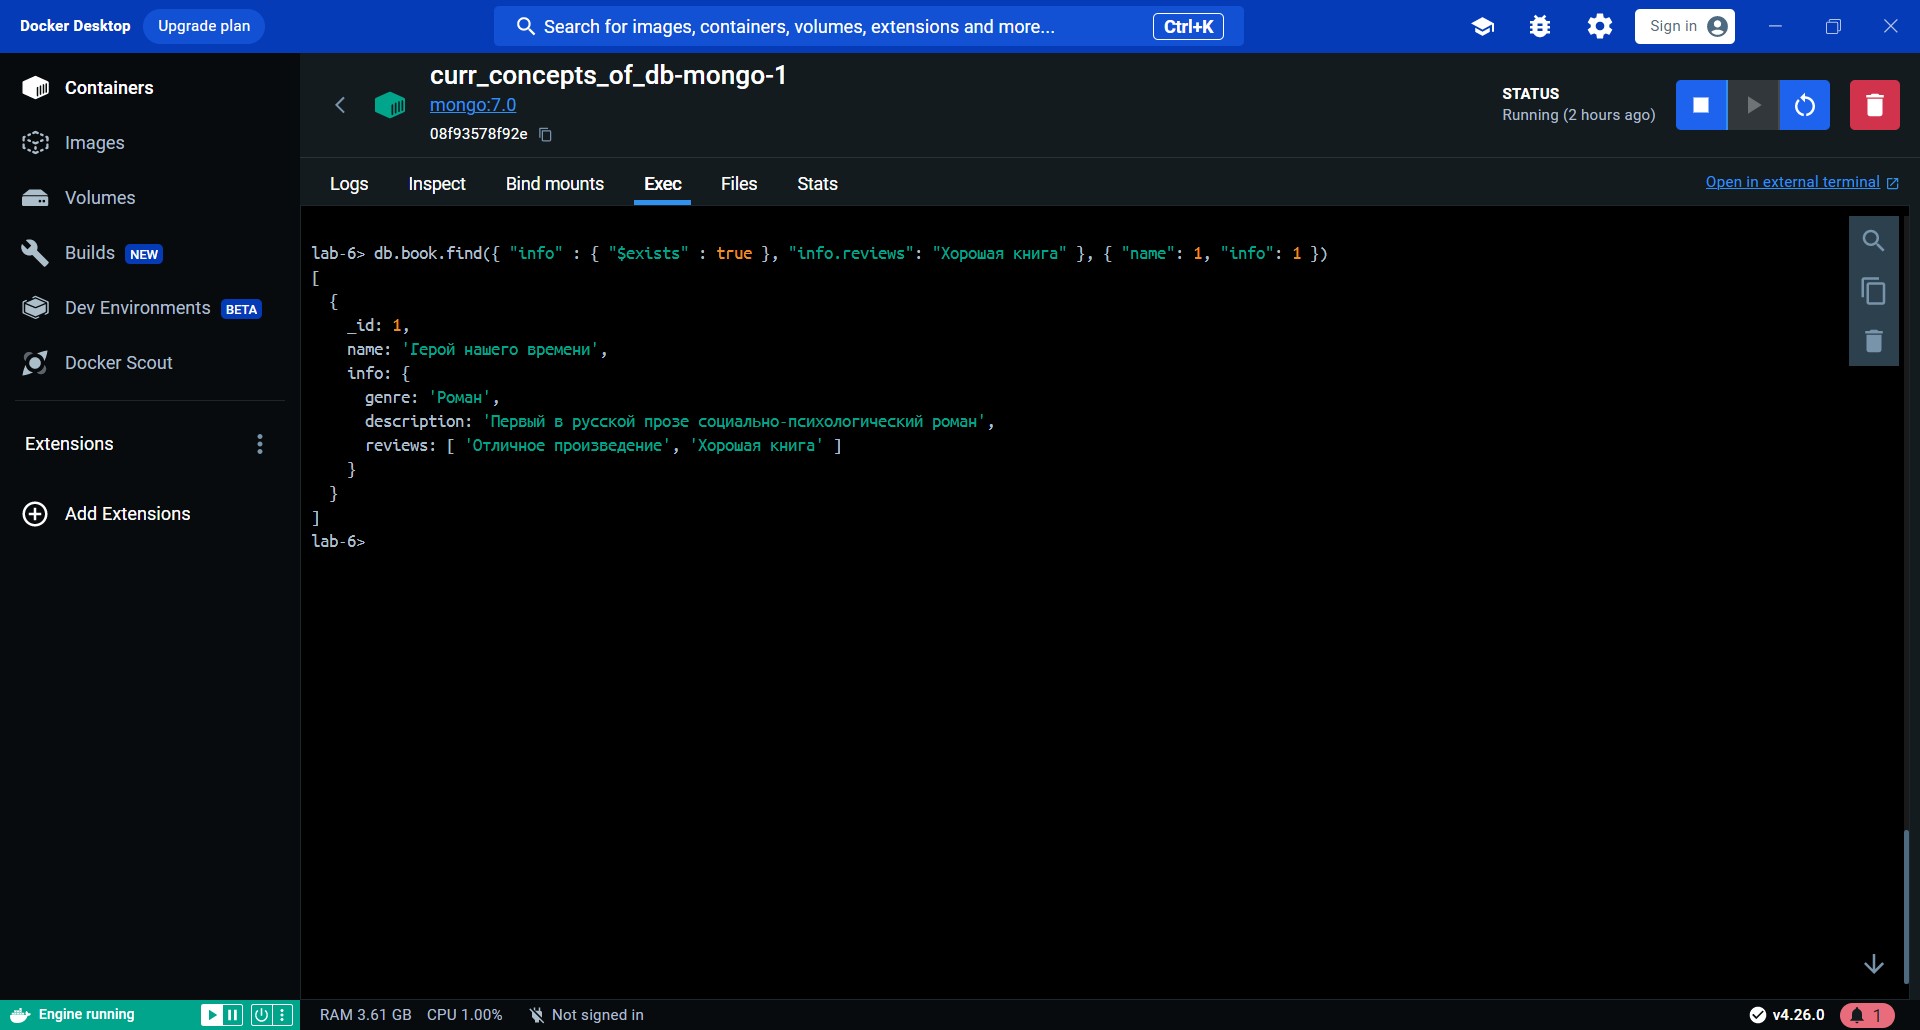 Docker Desktop Upgrade plan Search for images, containers, volumes, extensions and more... Ctrl+K Sign in
Containers
Images
Volumes
Builds NEW
Dev Environments BETA
Docker Scout
Extensions
Add Extensions
curr_concepts_of_db-mongo-1
mongo:7.0
08f93578f92e
STATUS
Running (2 hours ago)
Logs Inspect Bind mounts Exec Files Stats Open in external terminal
lab-6> db.book.find({ "info" : { "$exists" : true }, "info.reviews": "Хорошая книга" }, { "name": 1, "info": 1 })
[
  {
    _id: 1,
    name: 'Герой нашего времени',
    info: {
      genre: 'Роман',
      description: 'Первый в русской прозе социально-психологический роман',
      reviews: [ 'Отличное произведение', 'Хорошая книга' ]
    }
  }
]
lab-6>
Engine running RAM 3.61 GB CPU 1.00% Not signed in v4.26.0 1